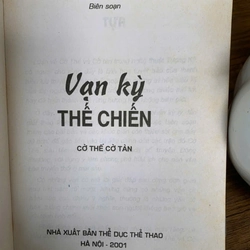 Biên soạn
Vạn kỳ
THẾ CHIẾN
CỜ THẾ CỜ TÀN
NHÀ XUẤT BẢN THỂ DỤC THỂ THAO
HÀ NỘI - 2001